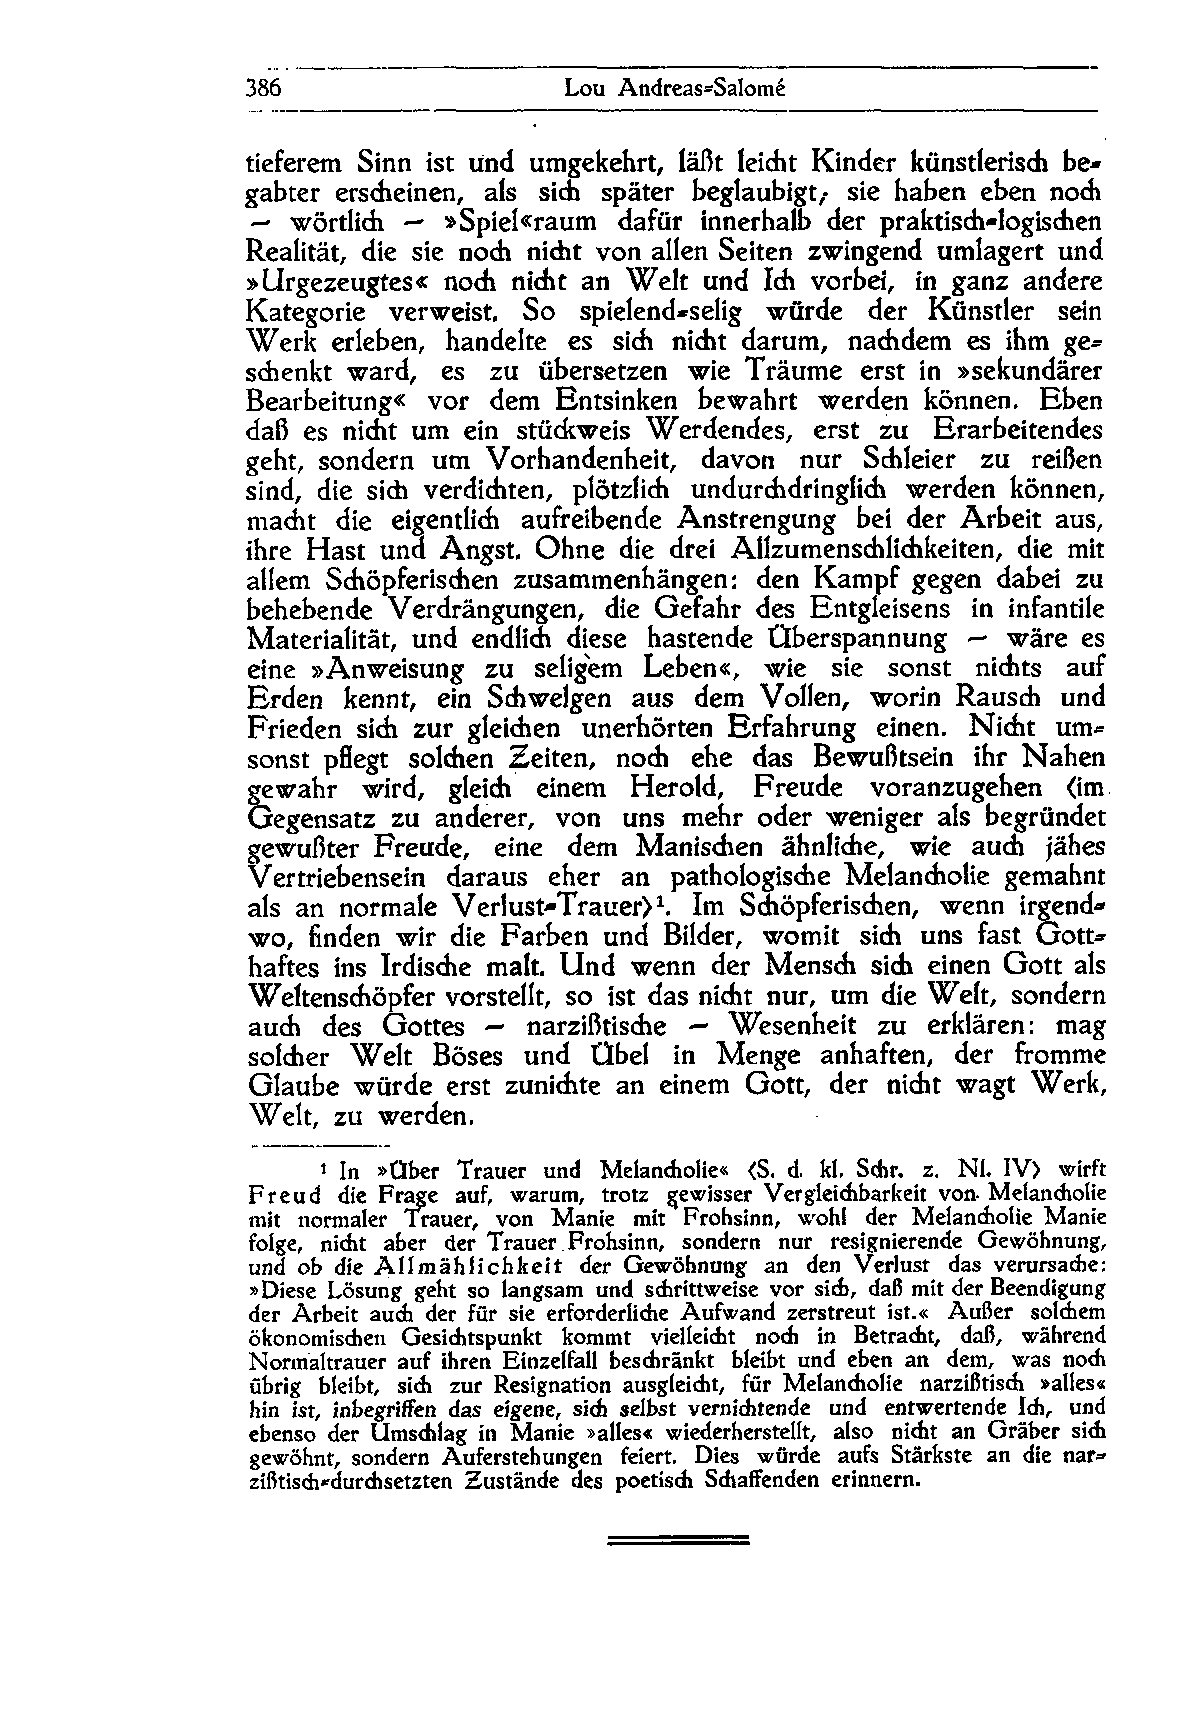 386 Lou Andreas-Salomé
tieferem Sinn ist und umgekehrt, läßt leicht Kinder künstlerisch be-
gabter erscheinen, als sich später beglaubigt; sie haben eben noch
— wörtlich — »Spiel«raum dafür innerhalb der praktisch-logischen
Realität, die sie noch nicht von allen Seiten zwingend umlagert und
»Urgezeugtes« noch nicht an Welt und Ich vorbei, in ganz andere
Kategorie verweist. So spielend-selig würde der Künstler sein
Werk erleben, handelte es sich nicht darum, nachdem es ihm ge-
schenkt ward, es zu übersetzen wie Träume erst in »sekundärer
Bearbeitung« vor dem Entsinken bewahrt werden können. Eben
daß es nicht um ein stückweis Werdendes, erst zu Erarbeitendes
geht, sondern um Vorhandenheit, davon nur Schleier zu reißen
sind, die sich verdichten, plötzlich undurchdringlich werden können,
macht die eigentlich aufreibende Anstrengung bei der Arbeit aus,
ihre Hast und Angst. Ohne die drei Allzumenschlichkeiten, die mit
allem Schöpferischen zusammenhängen: den Kampf gegen dabei zu
behebende Verdrängungen, die Gefahr des Entgleisens in infantile
Materialität, und endlich diese hastende Überspannung — wäre es
eine »Anweisung zu seligem Leben«, wie sie sonst nichts auf
Erden kennt, ein Schwelgen aus dem Vollen, worin Rausch und
Frieden sich zur gleichen unerhörten Erfahrung einen. Nicht um-
sonst pflegt solchen Zeiten, noch ehe das Bewußtsein ihr Nahen
gewahr wird, gleich einem Herold, Freude voranzugehen (im
Gegensatz zu anderer, von uns mehr oder weniger als begründet
gewußter Freude, eine dem Manischen ähnliche, wie auch jähes
Vertriebensein daraus eher an pathologische Melancholie gemahnt
als an normale Verlust-Trauer)¹. Im Schöpferischen, wenn irgend-
wo, finden wir die Farben und Bilder, womit sich uns fast Gott-
haftes ins Irdische malt. Und wenn der Mensch sich einen Gott als
Weltenschöpfer vorstellt, so ist das nicht nur, um die Welt, sondern
auch des Gottes — narzißtische — Wesenheit zu erklären: mag
solcher Welt Böses und Übel in Menge anhaften, der fromme
Glaube würde erst zunichte an einem Gott, der nicht wagt Werk,
Welt, zu werden.
¹ In »Über Trauer und Melancholie« (S. d. kl. Schr. z. Nl. IV) wirft
Freud die Frage auf, warum, trotz gewisser Vergleichbarkeit von Melancholie
mit normaler Trauer, von Manie mit Frohsinn, wohl der Melancholie Manie
folge, nicht aber der Trauer Frohsinn, sondern nur resignierende Gewöhnung,
und ob die Allmählichkeit der Gewöhnung an den Verlust das verursache:
»Diese Lösung geht so langsam und schrittweise vor sich, daß mit der Beendigung
der Arbeit auch der für sie erforderliche Aufwand zerstreut ist.« Außer solchem
ökonomischen Gesichtspunkt kommt vielleicht noch in Betracht, daß, während
Normaltrauer auf ihren Einzelfall beschränkt bleibt und eben an dem, was noch
übrig bleibt, sich zur Resignation ausgleicht, für Melancholie narzißtisch »alles«
hin ist, inbegriffen das eigene, sich selbst vernichtende und entwertende Ich, und
ebenso der Umschlag in Manie »alles« wiederherstellt, also nicht an Gräber sich
gewöhnt, sondern Auferstehungen feiert. Dies würde aufs Stärkste an die nar-
zißtisch-durchsetzten Zustände des poetisch Schaffenden erinnern.